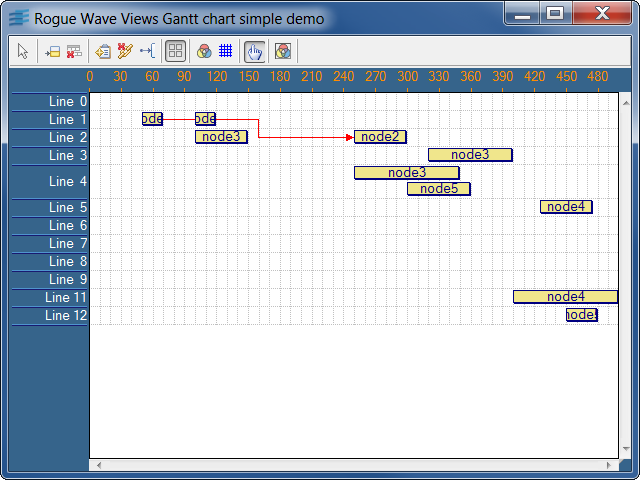 Rogue Wave Views Gantt chart simple demo
0 30 60 90 120 150 180 210 240 270 300 330 360 390 420 450 480
Line 0
Line 1 ode ode
Line 2 node3 node2
Line 3 node3
Line 4 node3
node5
Line 5 node4
Line 6
Line 7
Line 8
Line 9
Line 11 node4
Line 12 node5